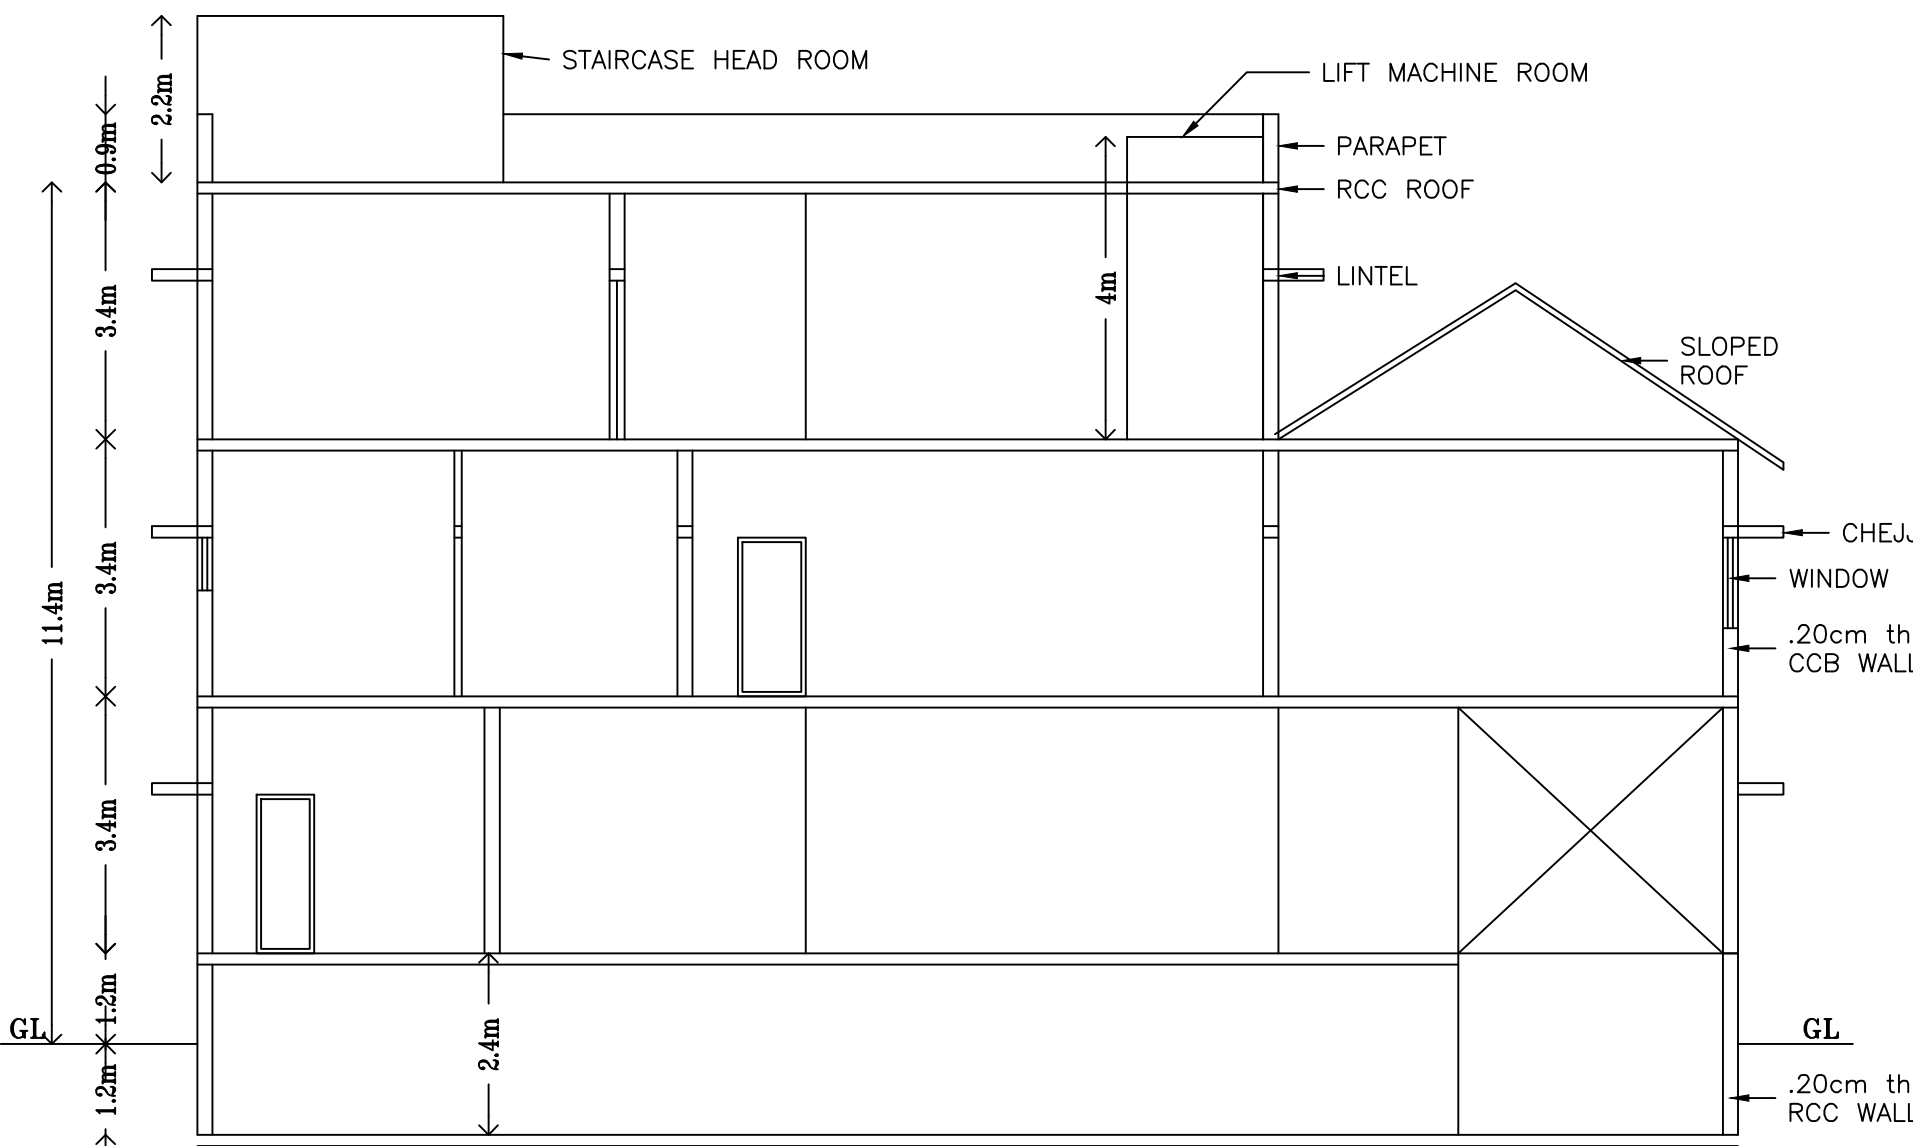 STAIRCASE HEAD ROOM
LIFT MACHINE ROOM
2.2m
0.9m
PARAPET
RCC ROOF
LINTEL
4m
3.4m
SLOPED
ROOF
3.4m
11.4m
WINDOW
.20cm th
CCB WALL
3.4m
1.2m
GL
GL
2.4m
1.2m
.20cm th
RCC WALL